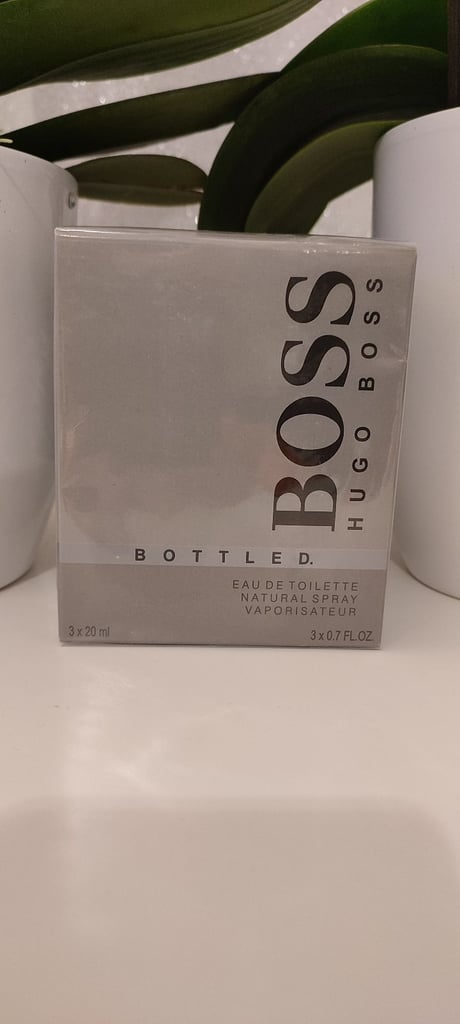 BOSS
HUGO BOSS
BOTTLED.
EAU DE TOILETTE
NATURAL SPRAY
VAPORISATEUR
3 x 20 ml
3 x 0.7 FL.OZ.